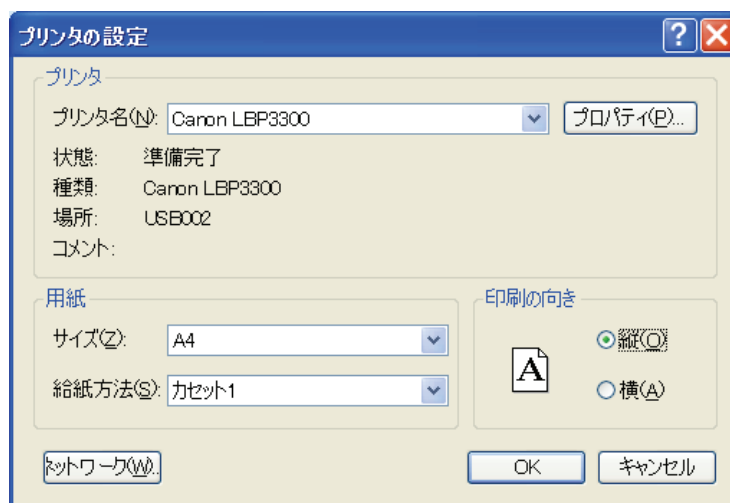 プリンタの設定
プリンタ
プリンタ名(N): Canon LBP3300 プロパティ(P)...
状態: 準備完了
種類: Canon LBP3300
場所: USB002
コメント:
用紙
サイズ(Z): A4
給紙方法(S): カセット1
印刷の向き
A
縦(O)
横(A)
ネットワーク(W)...
OK
キャンセル